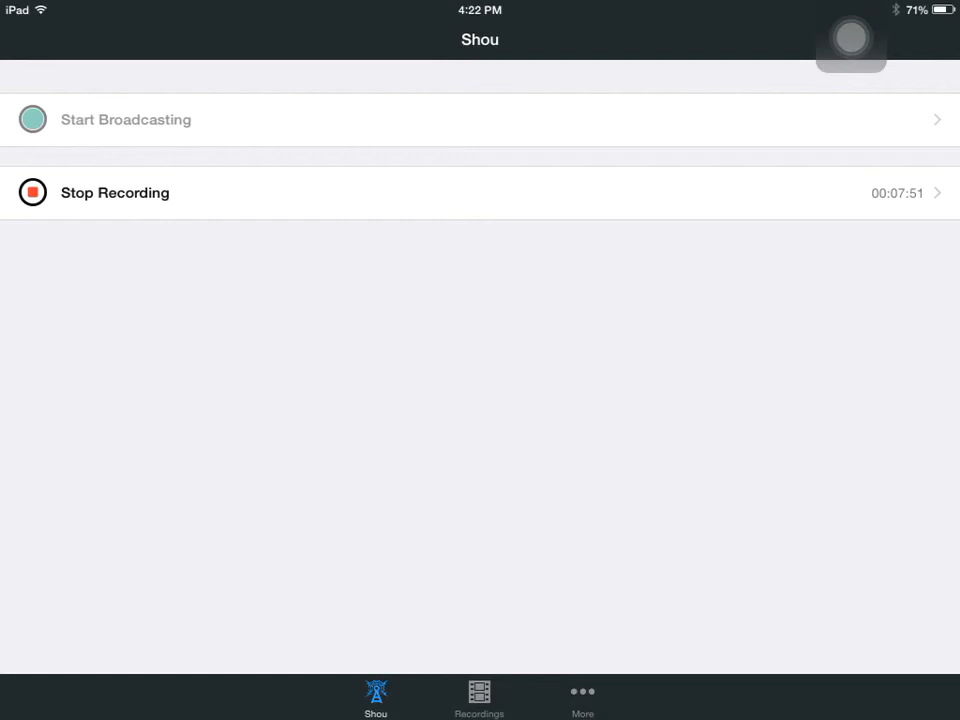 iPad
4:22 PM
71%
Shou
Start Broadcasting
Stop Recording
00:07:51
Shou
Recordings
More